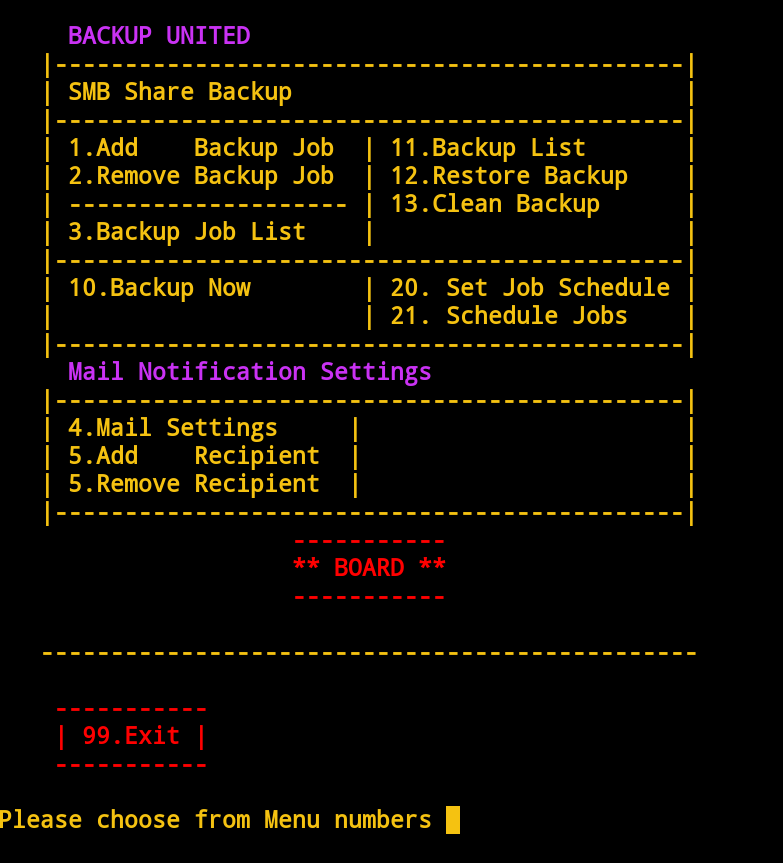 BACKUP UNITED
|---------------------------------------------|
| SMB Share Backup                            |
|---------------------------------------------|
| 1.Add    Backup Job  | 11.Backup List       |
| 2.Remove Backup Job  | 12.Restore Backup    |
| -------------------- | 13.Clean Backup      |
| 3.Backup Job List    |                      |
|---------------------------------------------|
| 10.Backup Now        | 20. Set Job Schedule |
|                      | 21. Schedule Jobs    |
|---------------------------------------------|
Mail Notification Settings
|---------------------------------------------|
| 4.Mail Settings     |                       |
| 5.Add    Recipient  |                       |
| 5.Remove Recipient  |                       |
|---------------------------------------------|
-----------
** BOARD **
-----------
-----------------------------------------------
-----------
| 99.Exit |
-----------
Please choose from Menu numbers